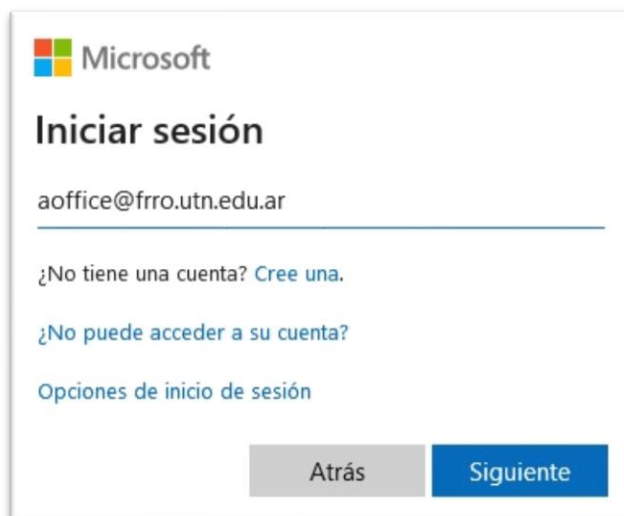 Microsoft
Iniciar sesión
aoffice@frro.utn.edu.ar
¿No tiene una cuenta? Cree una.
¿No puede acceder a su cuenta?
Opciones de inicio de sesión
Atrás Siguiente